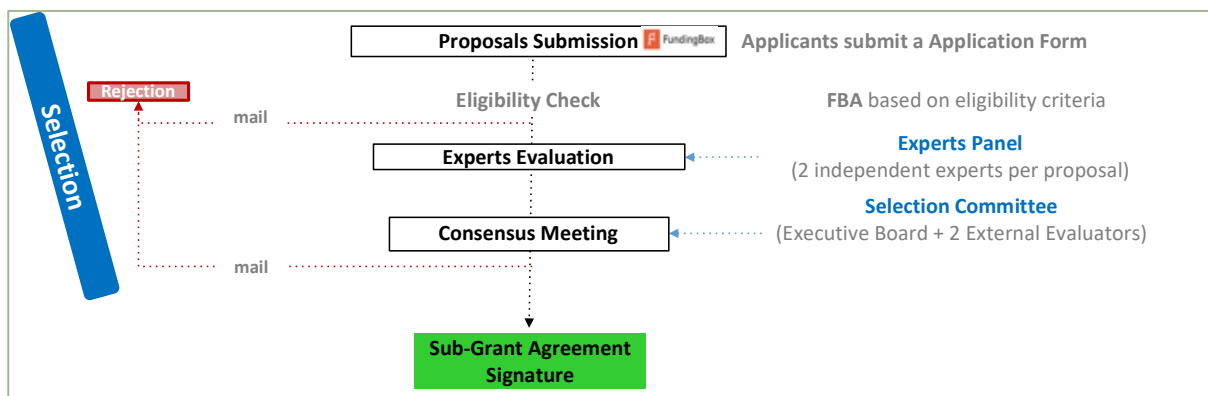 Selection
Proposals Submission FundingBox
Applicants submit a Application Form
Rejection
Eligibility Check
FBA based on eligibility criteria
mail
Experts Evaluation
Experts Panel
(2 independent experts per proposal)
Consensus Meeting
Selection Committee
(Executive Board + 2 External Evaluators)
mail
Sub-Grant Agreement
Signature